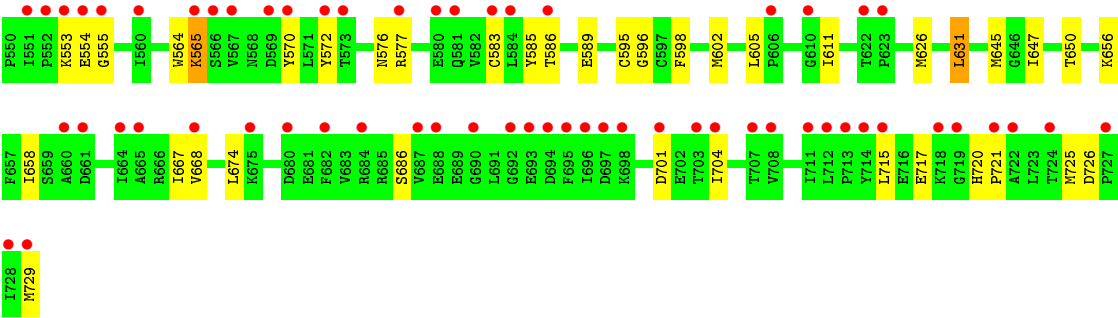 P550 I551 P552 K553 E554 G555 I560 W564 K565 S566 V567 N568 D569 Y570 L571 Y572 T573 N576 R577 E580 Q581 V582 C583 L584 Y585 T586 E589 C595 G596 C597 F598 M602 L605 P606 G610 I611 T622 P623 M626 L631 M645 G646 I647 T650 K656
F657 I658 S659 A660 D661 I664 A665 R666 I667 V668 L674 K675 D680 E681 F682 V683 R684 R685 S686 V687 E688 E689 G690 L691 G692 E693 D694 F695 I696 D697 K698 D701 E702 T703 I704 T707 V708 I711 L712 P713 Y714 L715 E716 E717 K718 G719 H720 P721 A722 L723 T724 M725 D726 P727
I728 M729